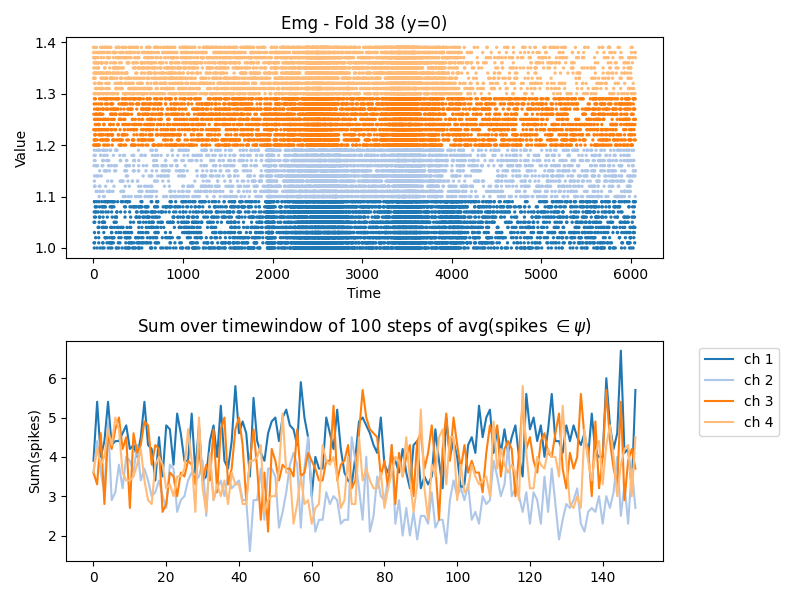 Emg - Fold 38 (y=0)
1.4
1.3
1.2
1.1
1.0
Value
0 1000 2000 3000 4000 5000 6000
Time
Sum over timewindow of 100 steps of avg(spikes ∈ ψ)
6
5
4
3
2
Sum(spikes)
0 20 40 60 80 100 120 140
ch 1
ch 2
ch 3
ch 4